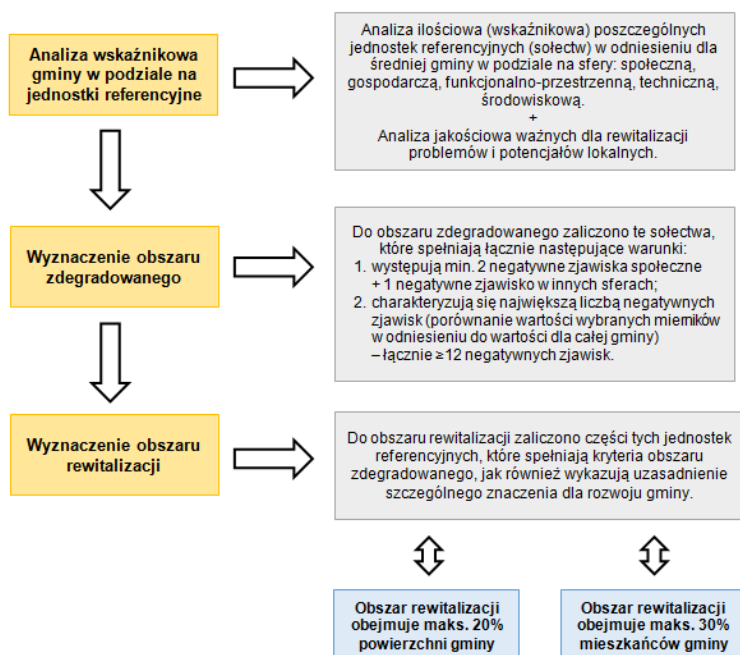 Analiza wskaźnikowa
gminy w podziale na
jednostki referencyjne
Analiza ilościowa (wskaźnikowa) poszczególnych
jednostek referencyjnych (sołectw) w odniesieniu dla
średniej gminy w podziale na sfery: społeczną,
gospodarczą, funkcjonalno-przestrzenną, techniczną,
środowiskową.
+
Analiza jakościowa ważnych dla rewitalizacji
problemów i potencjałów lokalnych.
Wyznaczenie obszaru
zdegradowanego
Do obszaru zdegradowanego zaliczono te sołectwa,
które spełniają łącznie następujące warunki:
1. występują min. 2 negatywne zjawiska społeczne
+ 1 negatywne zjawisko w innych sferach;
2. charakteryzują się największą liczbą negatywnych
zjawisk (porównanie wartości wybranych mierników
w odniesieniu do wartości dla całej gminy)
– łącznie ≥12 negatywnych zjawisk.
Wyznaczenie obszaru
rewitalizacji
Do obszaru rewitalizacji zaliczono części tych jednostek
referencyjnych, które spełniają kryteria obszaru
zdegradowanego, jak również wykazują uzasadnienie
szczególnego znaczenia dla rozwoju gminy.
Obszar rewitalizacji
obejmuje maks. 20%
powierzchni gminy
Obszar rewitalizacji
obejmuje maks. 30%
mieszkańców gminy